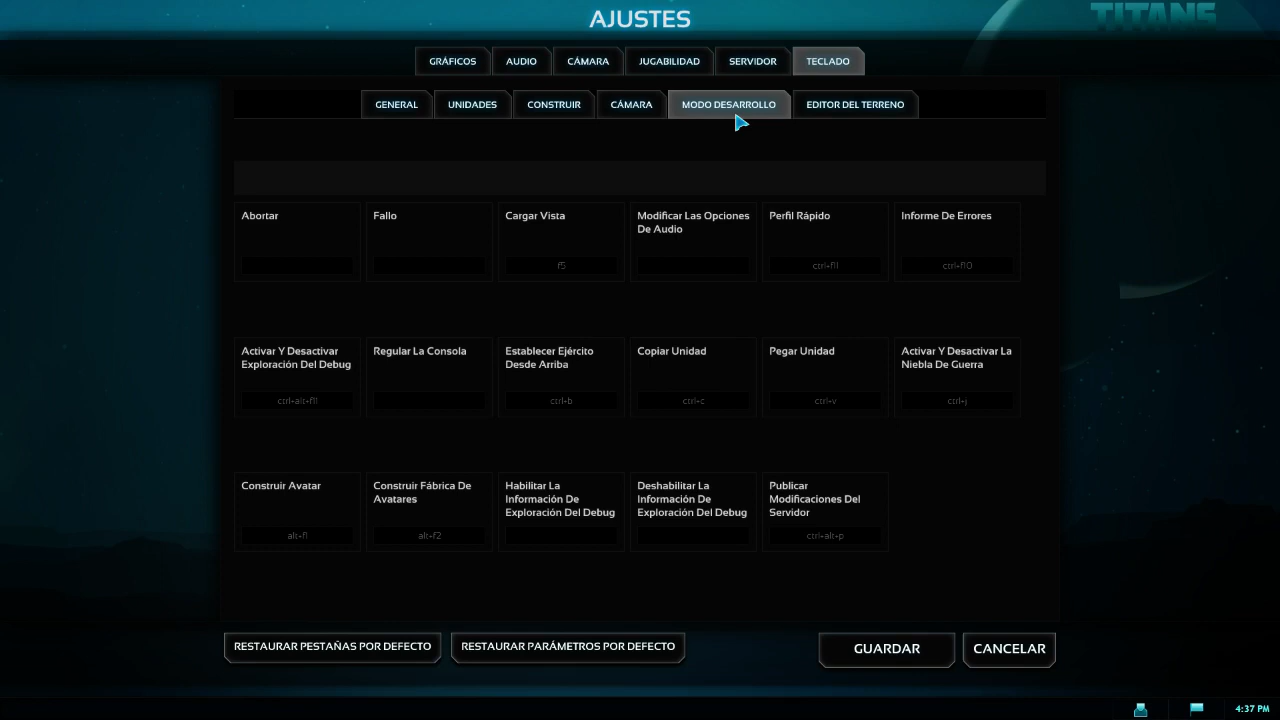 AJUSTES
TITANS
GRÁFICOS AUDIO CÁMARA JUGABILIDAD SERVIDOR TECLADO
GENERAL UNIDADES CONSTRUIR CÁMARA MODO DESARROLLO EDITOR DEL TERRENO
Abortar
Fallo
Cargar Vista
f5
Modificar Las Opciones
De Audio
Perfil Rápido
ctrl+f11
Informe De Errores
ctrl+f10
Activar Y Desactivar
Exploración Del Debug
ctrl+alt+f11
Regular La Consola
Establecer Ejército
Desde Arriba
ctrl+b
Copiar Unidad
ctrl+c
Pegar Unidad
ctrl+v
Activar Y Desactivar La
Niebla De Guerra
ctrl+j
Construir Avatar
alt+f1
Construir Fábrica De
Avatares
alt+f2
Habilitar La
Información De
Exploración Del Debug
Deshabilitar La
Información De
Exploración Del Debug
Publicar
Modificaciones Del
Servidor
ctrl+alt+p
RESTAURAR PESTAÑAS POR DEFECTO RESTAURAR PARÁMETROS POR DEFECTO GUARDAR CANCELAR
4:37 PM